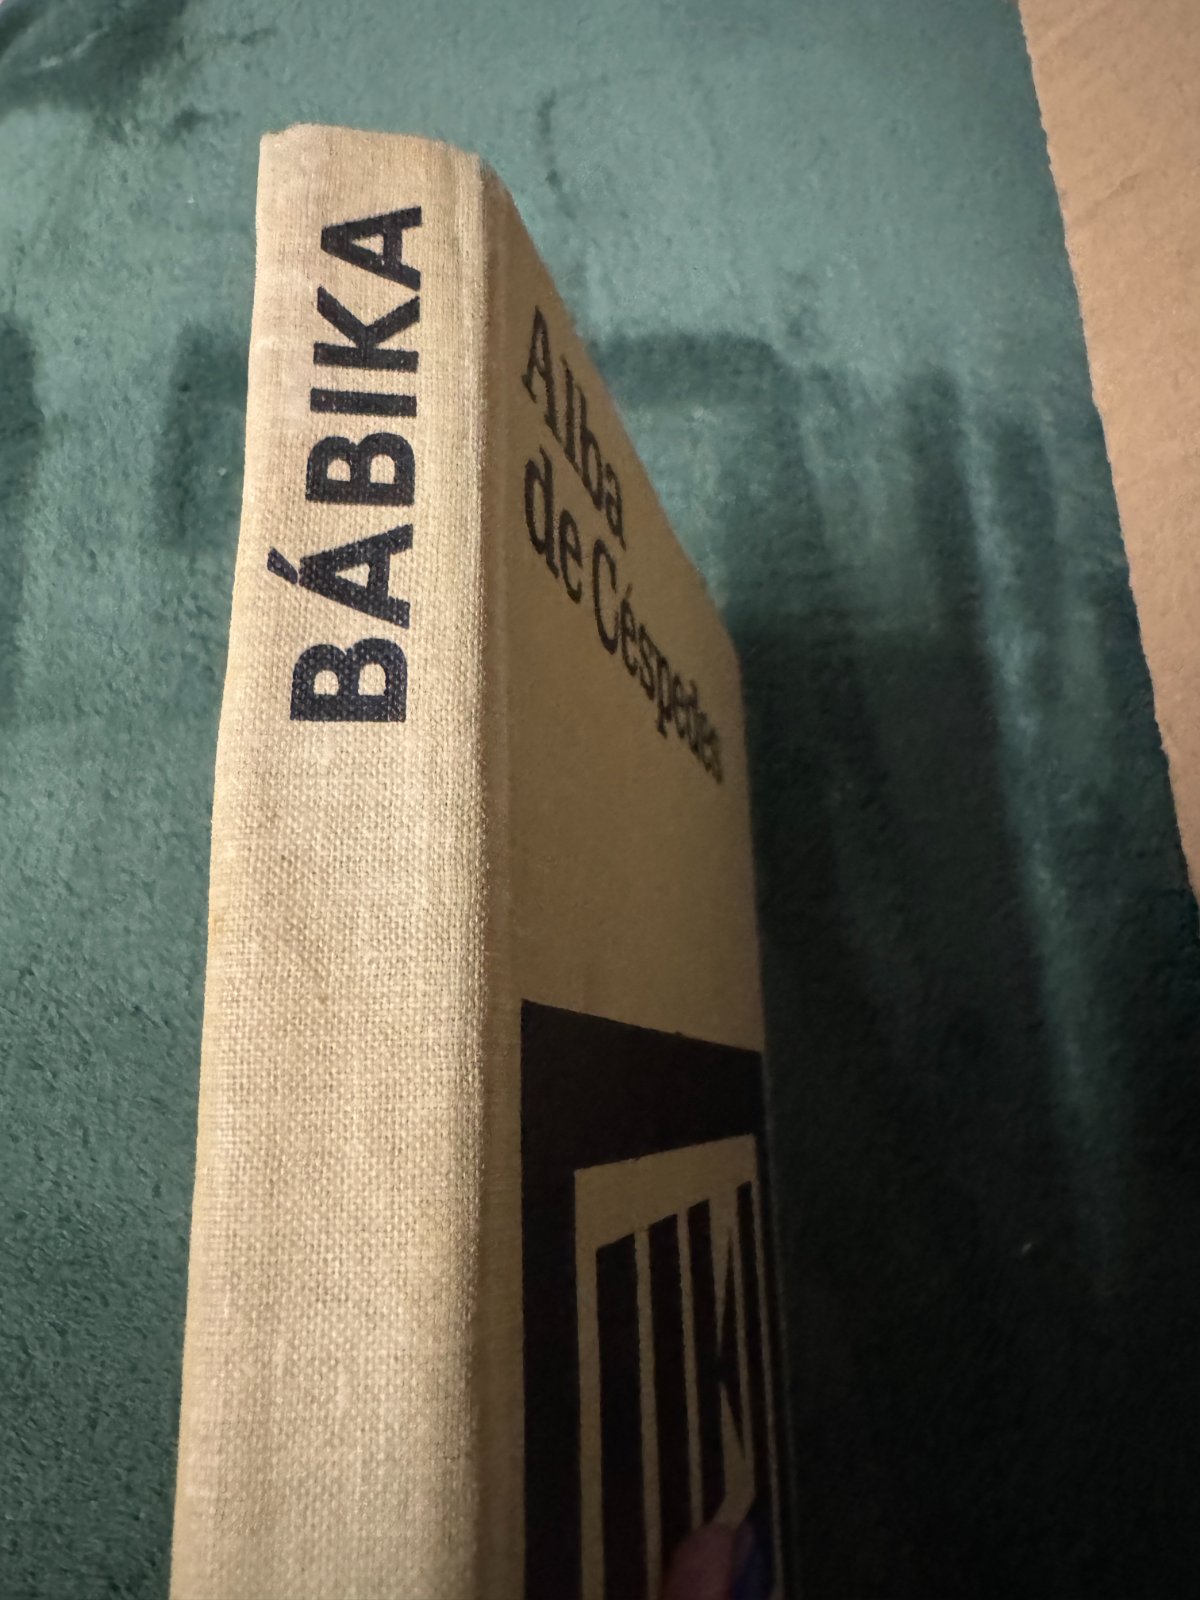 BÁBIKA
Alba
de Céspedes